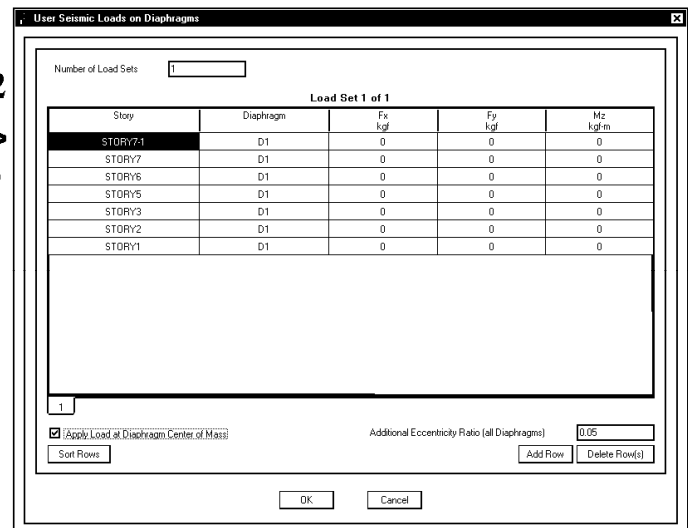 User Seismic Loads on Diaphragms
Number of Load Sets 1
Load Set 1 of 1
Story Diaphragm Fx kgf Fy kgf Mz kgf-m
STORY7-1 D1 0 0 0
STORY7 D1 0 0 0
STORY6 D1 0 0 0
STORY5 D1 0 0 0
STORY3 D1 0 0 0
STORY2 D1 0 0 0
STORY1 D1 0 0 0
1
Apply Load at Diaphragm Center of Mass Additional Eccentricity Ratio (all Diaphragms) 0.05
Sort Rows Add Row Delete Row(s)
OK Cancel